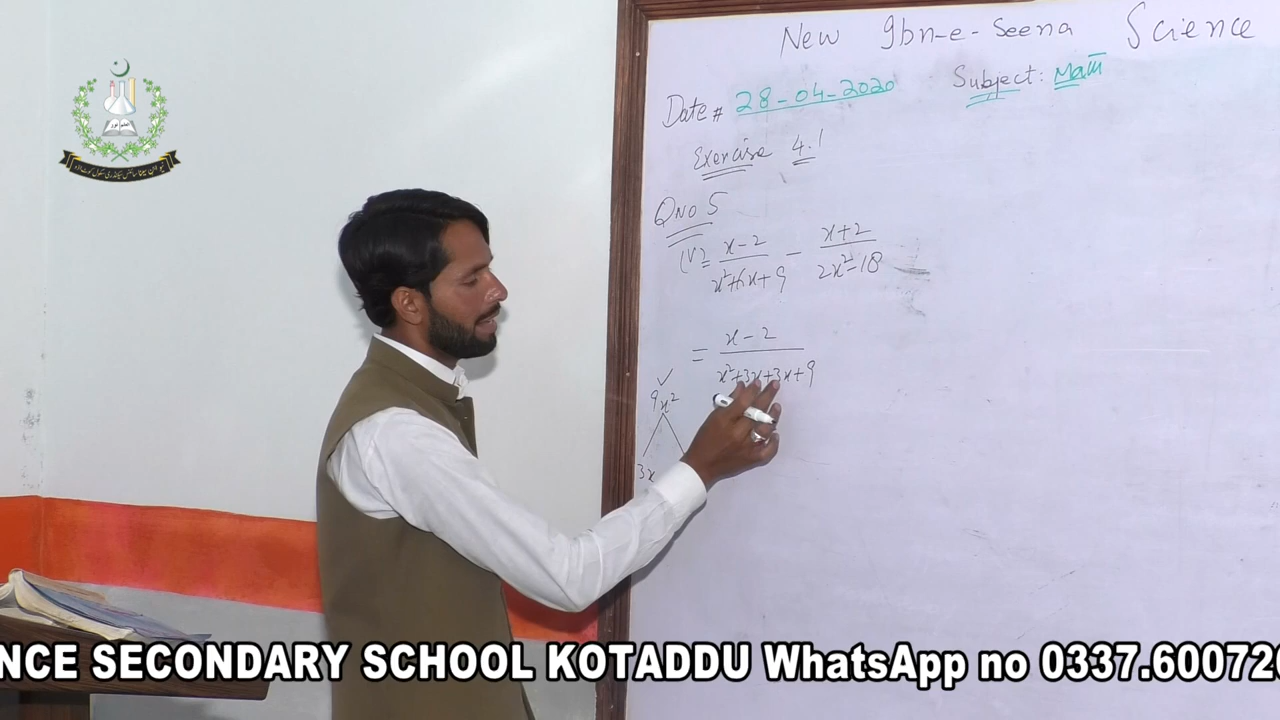 New Ibn-e-Seena Science
Date # 28-04-2020 Subject: Math
Exercise 4.1
Qno 5
(V) = x-2 / x²+6x+9 - x+2 / 2x²-18
= x-2 / x²+3x+3x+9
9x²
3x
NCE SECONDARY SCHOOL KOTADDU WhatsApp no 0337.600720